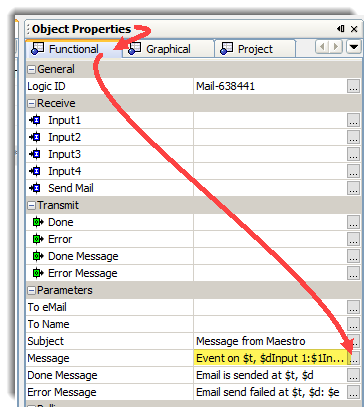 Object Properties
Functional Graphical Project
General
Logic ID Mail-638441
Receive
Input1
Input2
Input3
Input4
Send Mail
Transmit
Done
Error
Done Message
Error Message
Parameters
To eMail
To Name
Subject Message from Maestro
Message Event on $t, $dInput 1:$1In...
Done Message Email is sended at $t, $d
Error Message Email send failed at $t, $d: $e